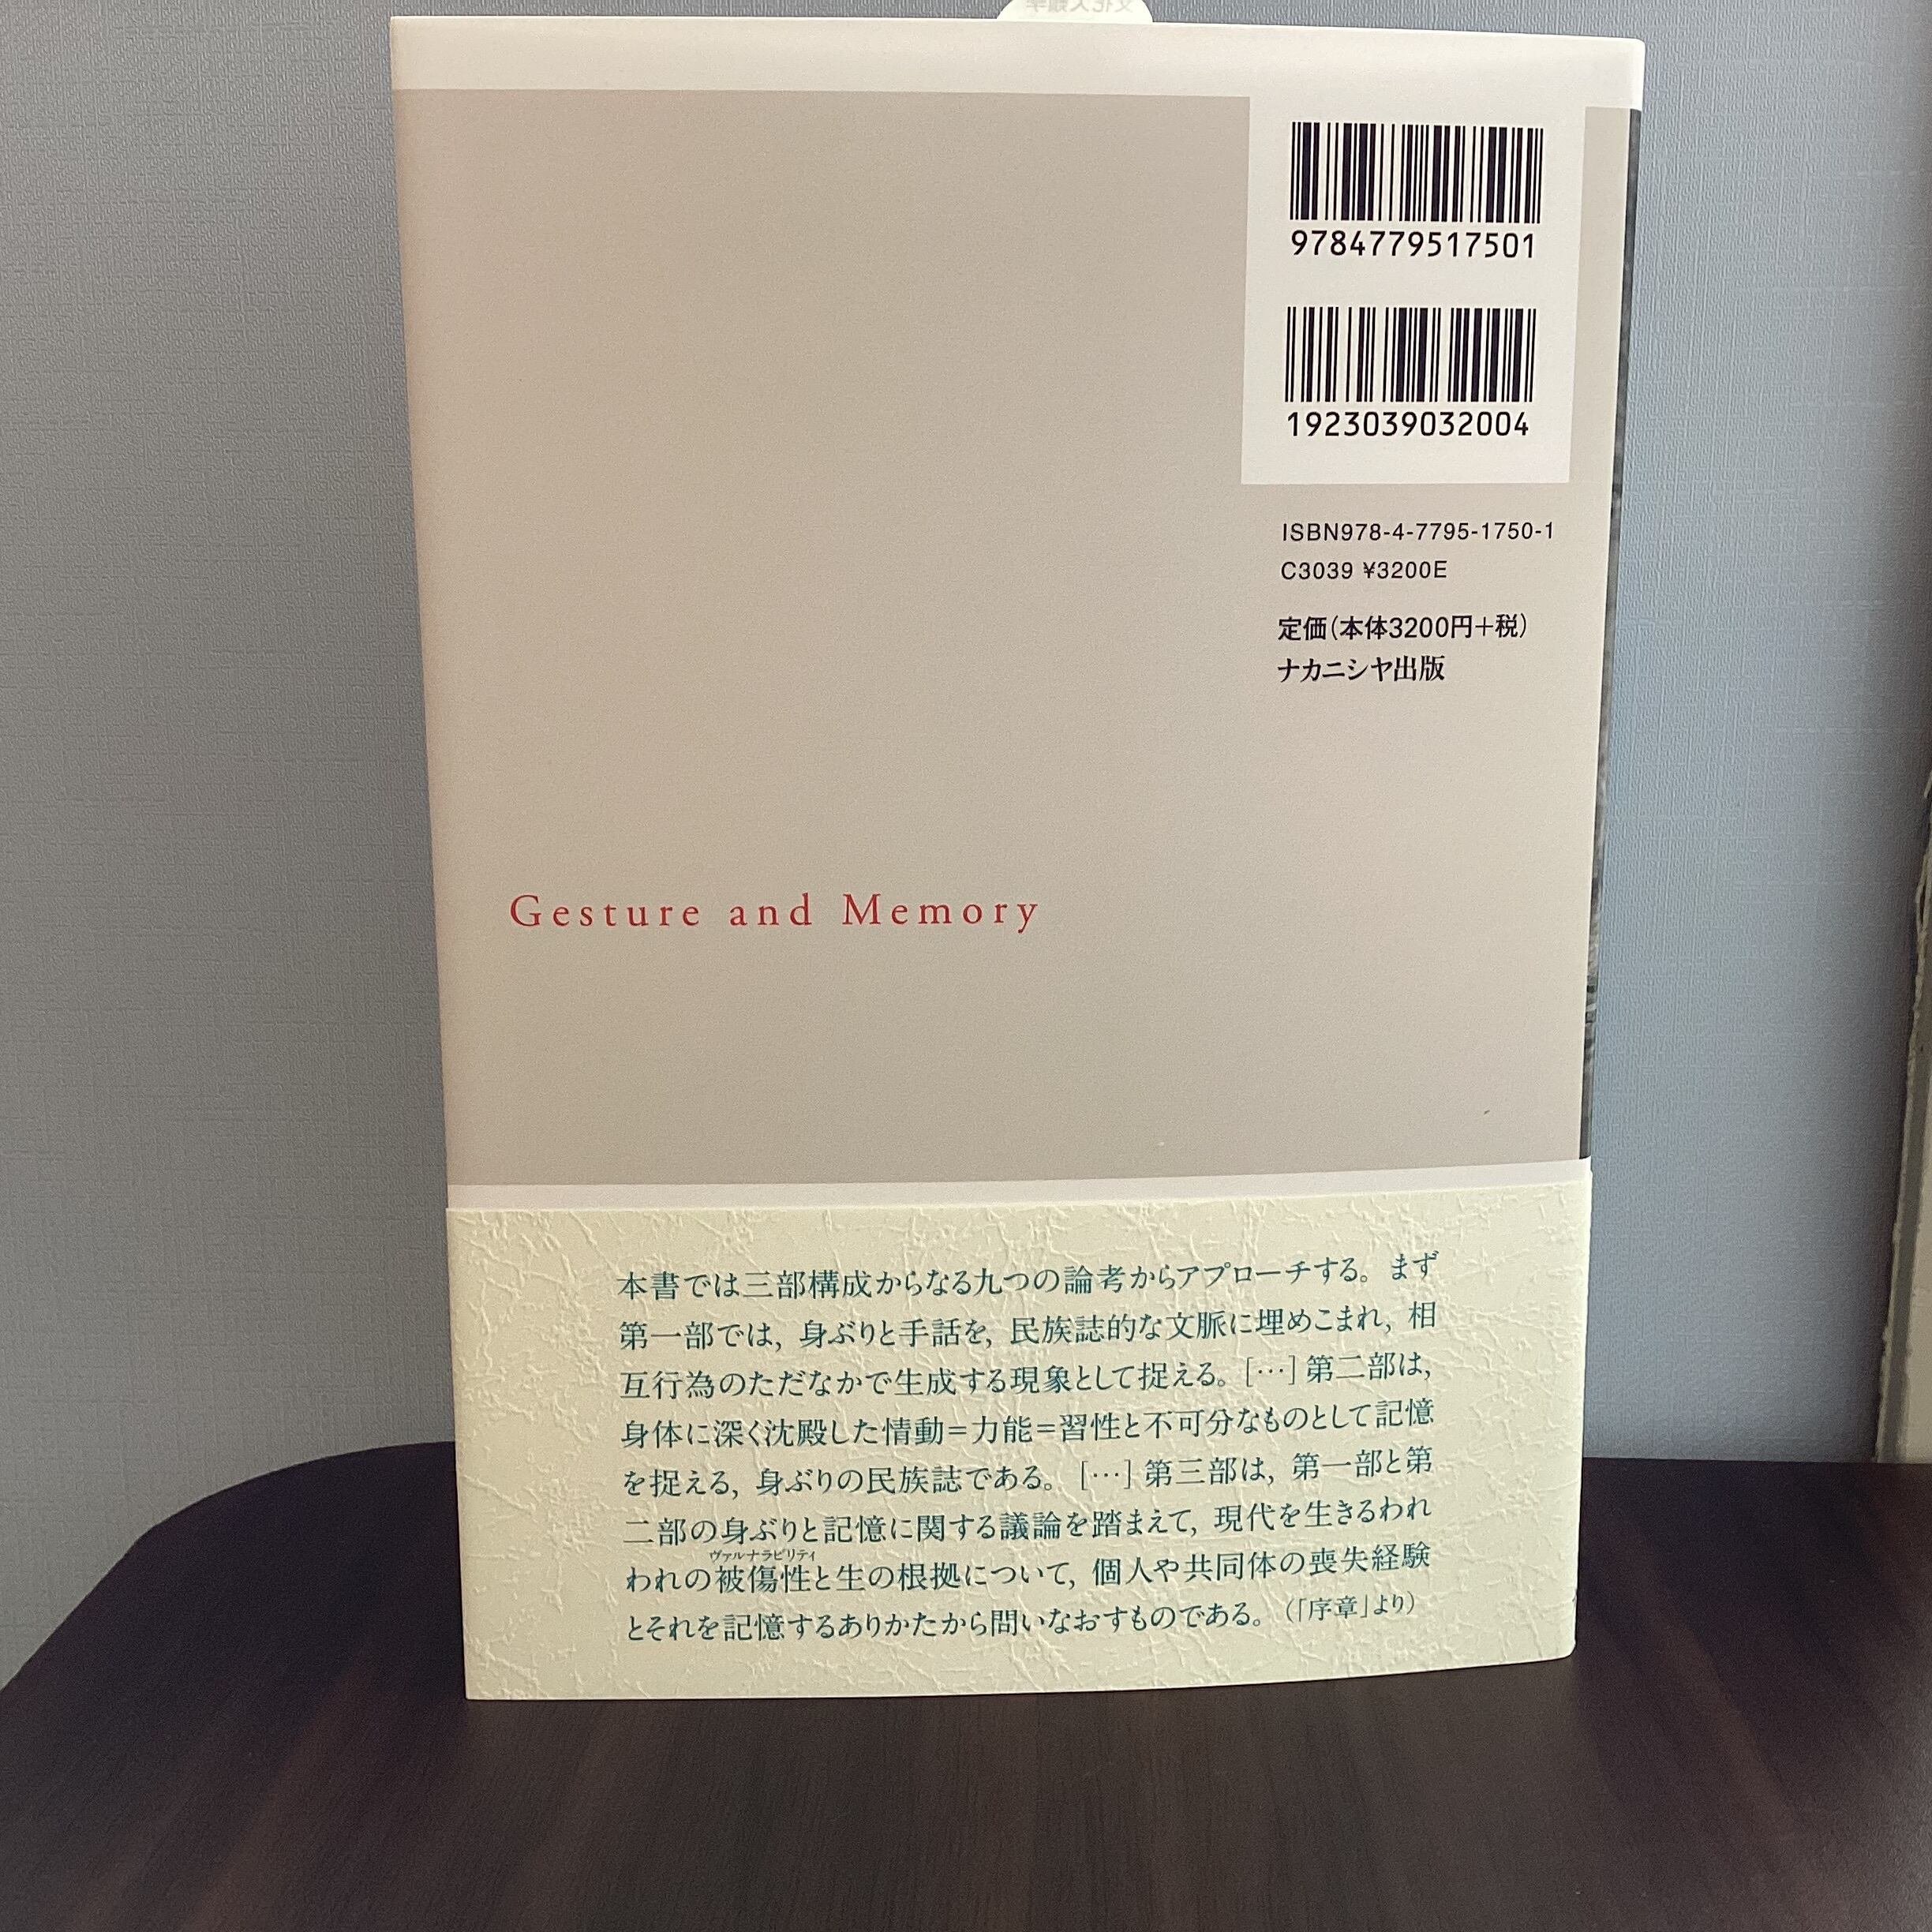 文化人類学
9784779517501
1923039032004
ISBN978-4-7795-1750-1
C3039 ¥3200E
定価(本体3200円+税)
ナカニシヤ出版
Gesture and Memory
本書では三部構成からなる九つの論考からアプローチする。まず
第一部では, 身ぶりと手話を, 民族誌的な文脈に埋めこまれ, 相
互行為のただなかで生成する現象として捉える。[…] 第二部は,
身体に深く沈殿した情動=力能=習性と不可分なものとして記憶
を捉える, 身ぶりの民族誌である。[…] 第三部は, 第一部と第
二部の身ぶりと記憶に関する議論を踏まえて, 現代を生きるわれ
ヴァルナラビリティ
われの被傷性と生の根拠について, 個人や共同体の喪失経験
とそれを記憶するありかたから問いなおすものである。(「序章」より)